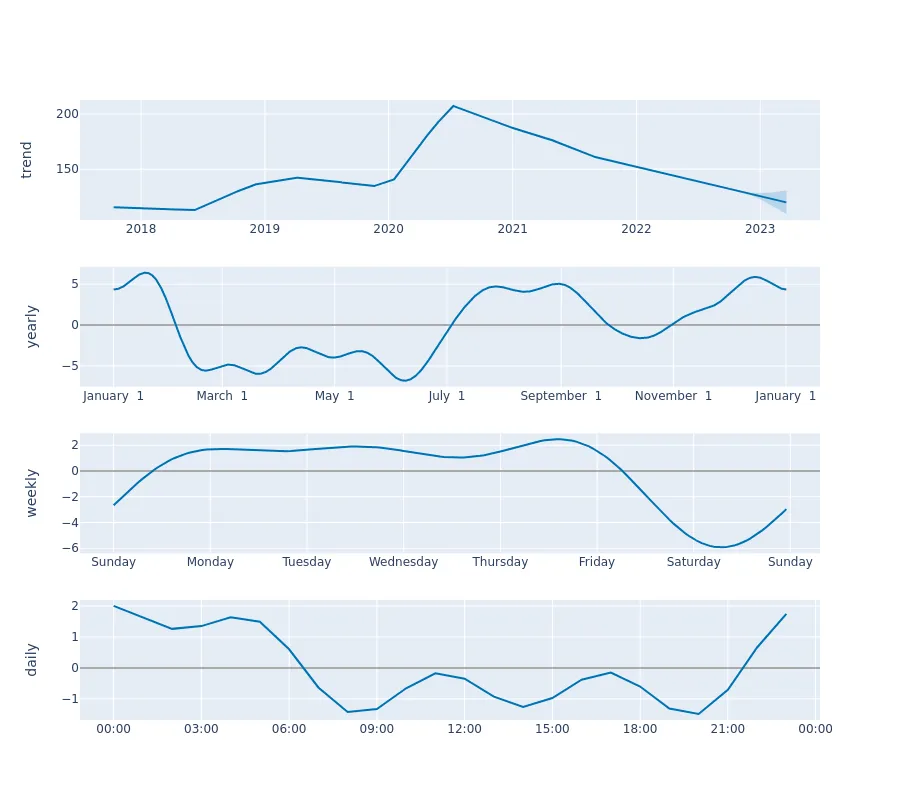 200
150
trend
2018 2019 2020 2021 2022 2023
5
0
−5
yearly
January 1 March 1 May 1 July 1 September 1 November 1 January 1
2
0
−2
−4
−6
weekly
Sunday Monday Tuesday Wednesday Thursday Friday Saturday Sunday
2
1
0
−1
daily
00:00 03:00 06:00 09:00 12:00 15:00 18:00 21:00 00:00